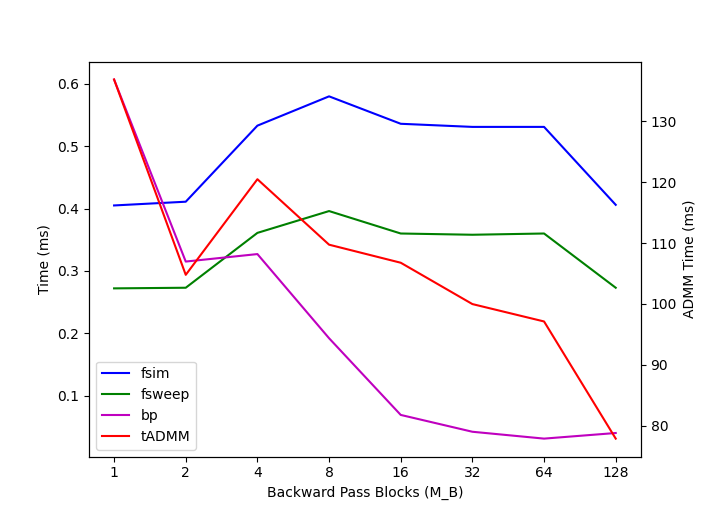 0.6
0.5
0.4
0.3
0.2
0.1
Time (ms)
130
120
110
100
90
80
ADMM Time (ms)
fsim
fsweep
bp
tADMM
1 2 4 8 16 32 64 128
Backward Pass Blocks (M_B)